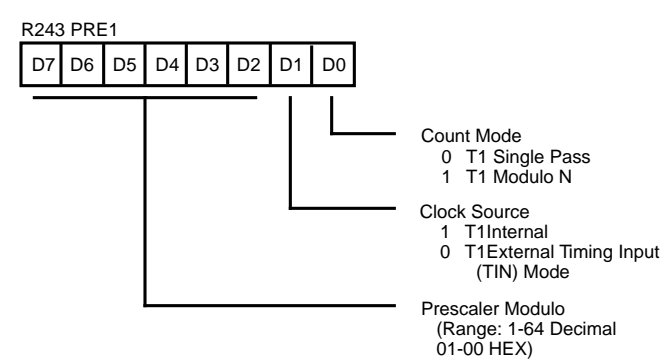 R243 PRE1
D7 D6 D5 D4 D3 D2 D1 D0
Count Mode
0 T1 Single Pass
1 T1 Modulo N
Clock Source
1 T1Internal
0 T1External Timing Input
(TIN) Mode
Prescaler Modulo
(Range: 1-64 Decimal
01-00 HEX)